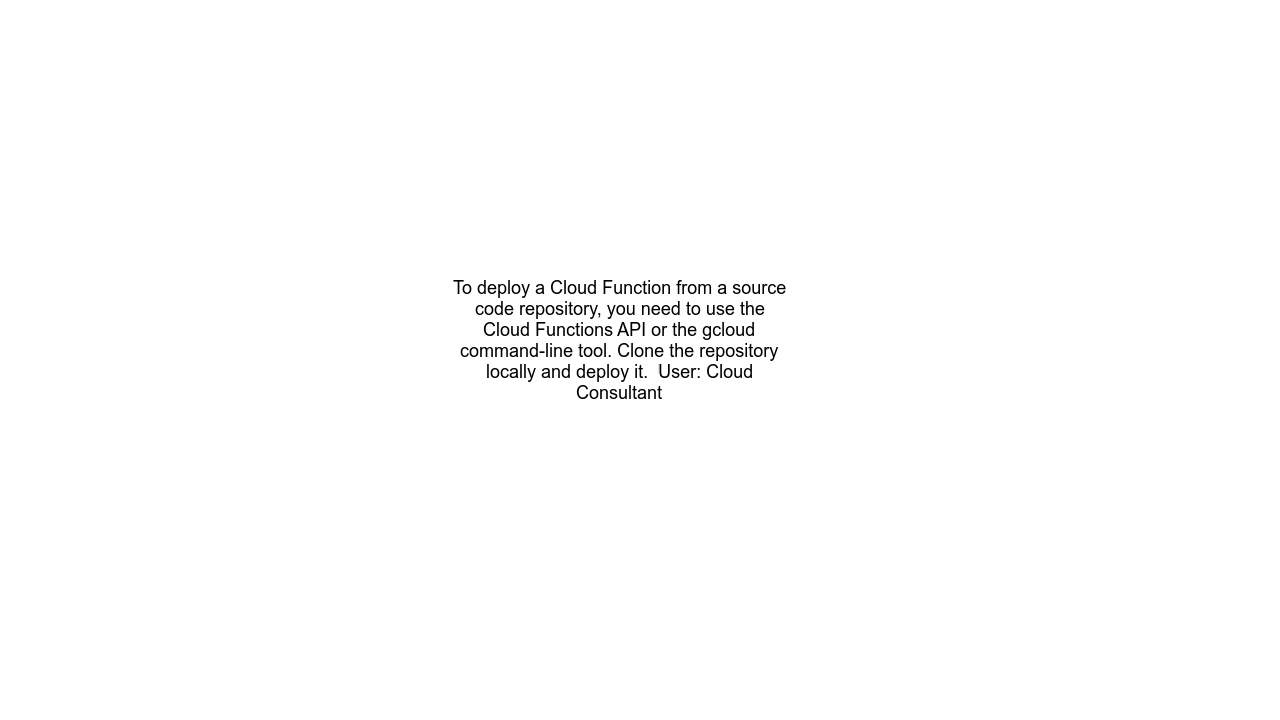 To deploy a Cloud Function from a source
code repository, you need to use the
Cloud Functions API or the gcloud
command-line tool. Clone the repository
locally and deploy it.  User: Cloud
Consultant